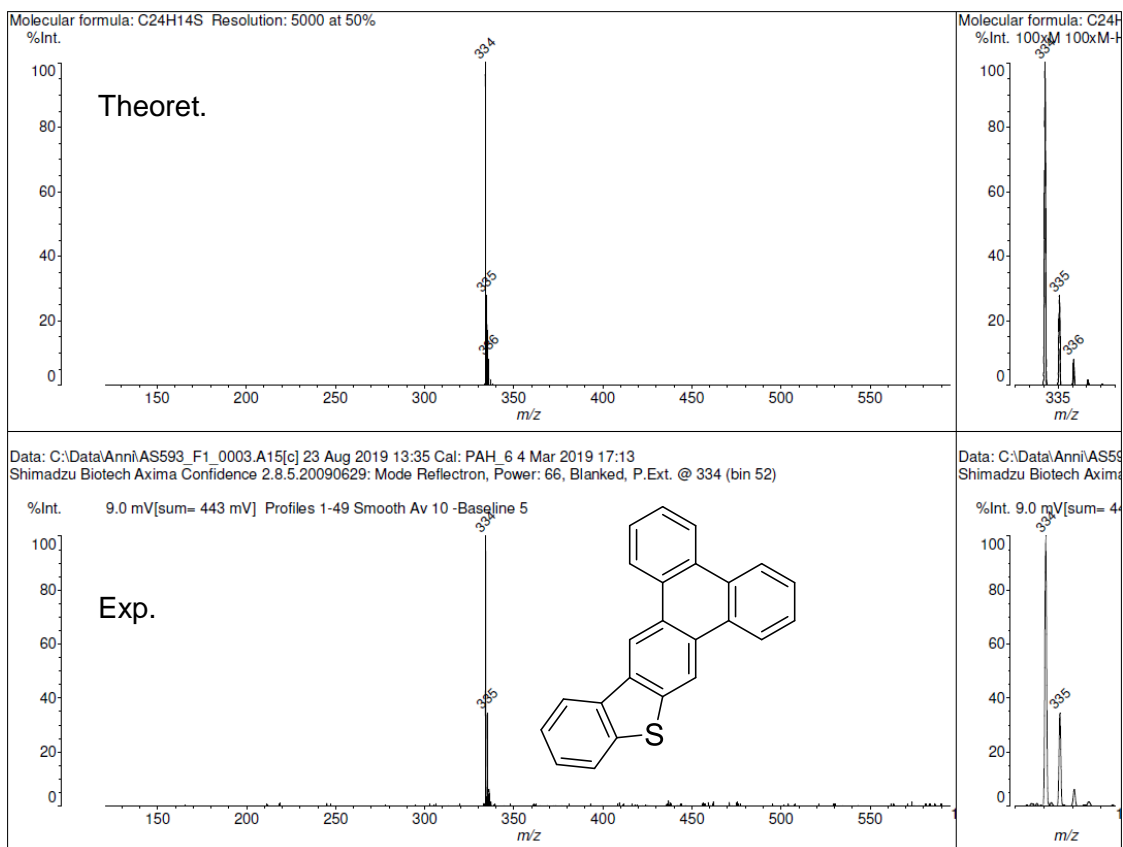 Molecular formula: C24H14S Resolution: 5000 at 50%
%Int.
334
100
Theoret.
80
60
40
335
20
336
0
150 200 250 300 350 400 450 500 550
m/z
Molecular formula: C24H
%Int. 100xM 100xM-H
334
100
80
60
40
335
20
336
0
335
m/z
Data: C:\Data\Anni\AS593_F1_0003.A15[c] 23 Aug 2019 13:35 Cal: PAH_6 4 Mar 2019 17:13
Shimadzu Biotech Axima Confidence 2.8.5.20090629: Mode Reflectron, Power: 66, Blanked, P.Ext. @ 334 (bin 52)
%Int. 9.0 mV[sum= 443 mV] Profiles 1-49 Smooth Av 10 -Baseline 5
334
100
80
Exp.
60
40
335
20
0
S
150 200 250 300 350 400 450 500 550
m/z
Data: C:\Data\Anni\AS59
Shimadzu Biotech Axima
%Int. 9.0 mV[sum= 44
334
100
80
60
40
335
20
0
m/z